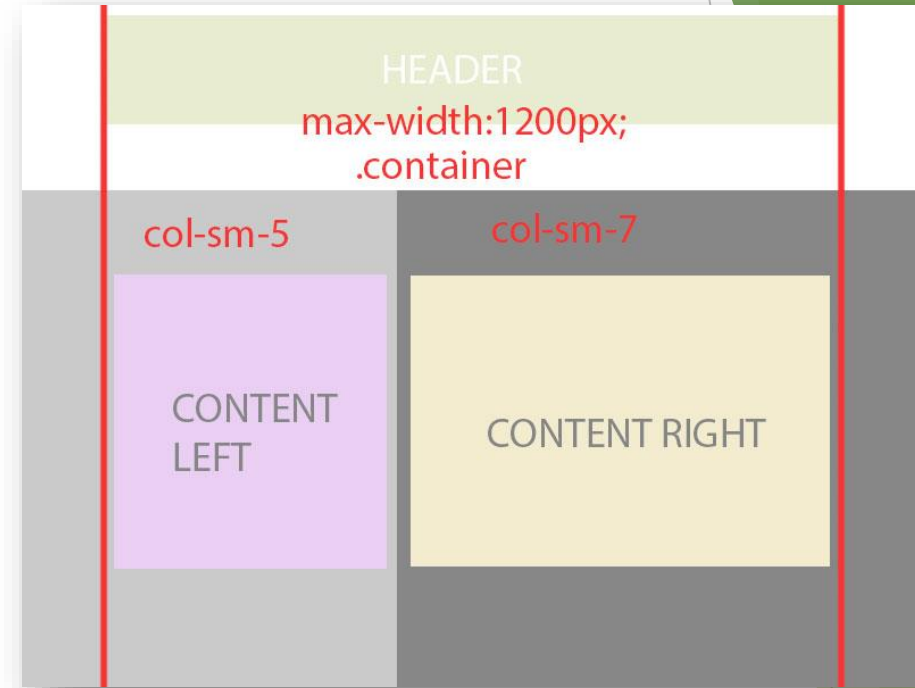 HEADER
max-width:1200px;
.container
col-sm-5
col-sm-7
CONTENT
LEFT
CONTENT RIGHT